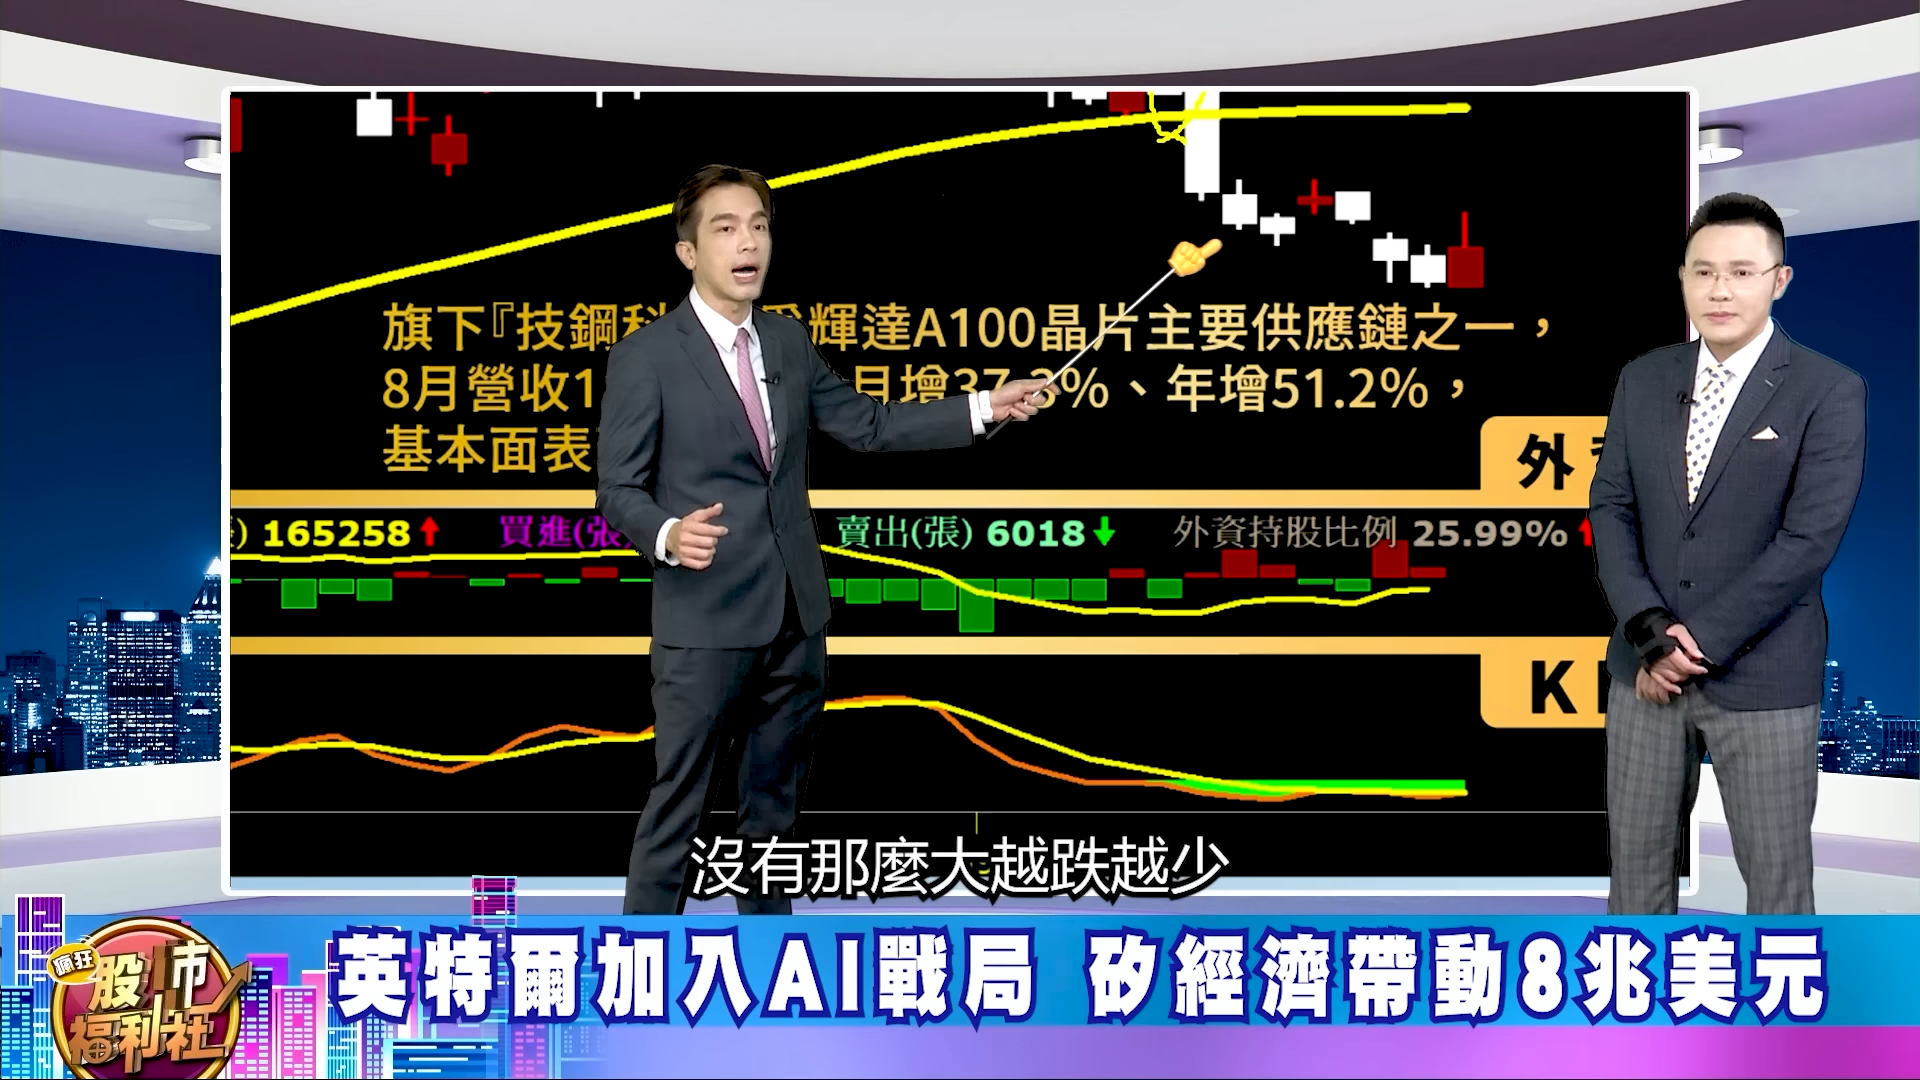 旗下『技鋼科 輝達A100晶片主要供應鏈之一，
8月營收1 月增37.3%、年增51.2%，
基本面表
外
165258 買進(張 賣出(張) 6018 外資持股比例 25.99%
K
沒有那麼大越跌越少
英特爾加入AI戰局 矽經濟帶動8兆美元
瘋狂
股市
福利社